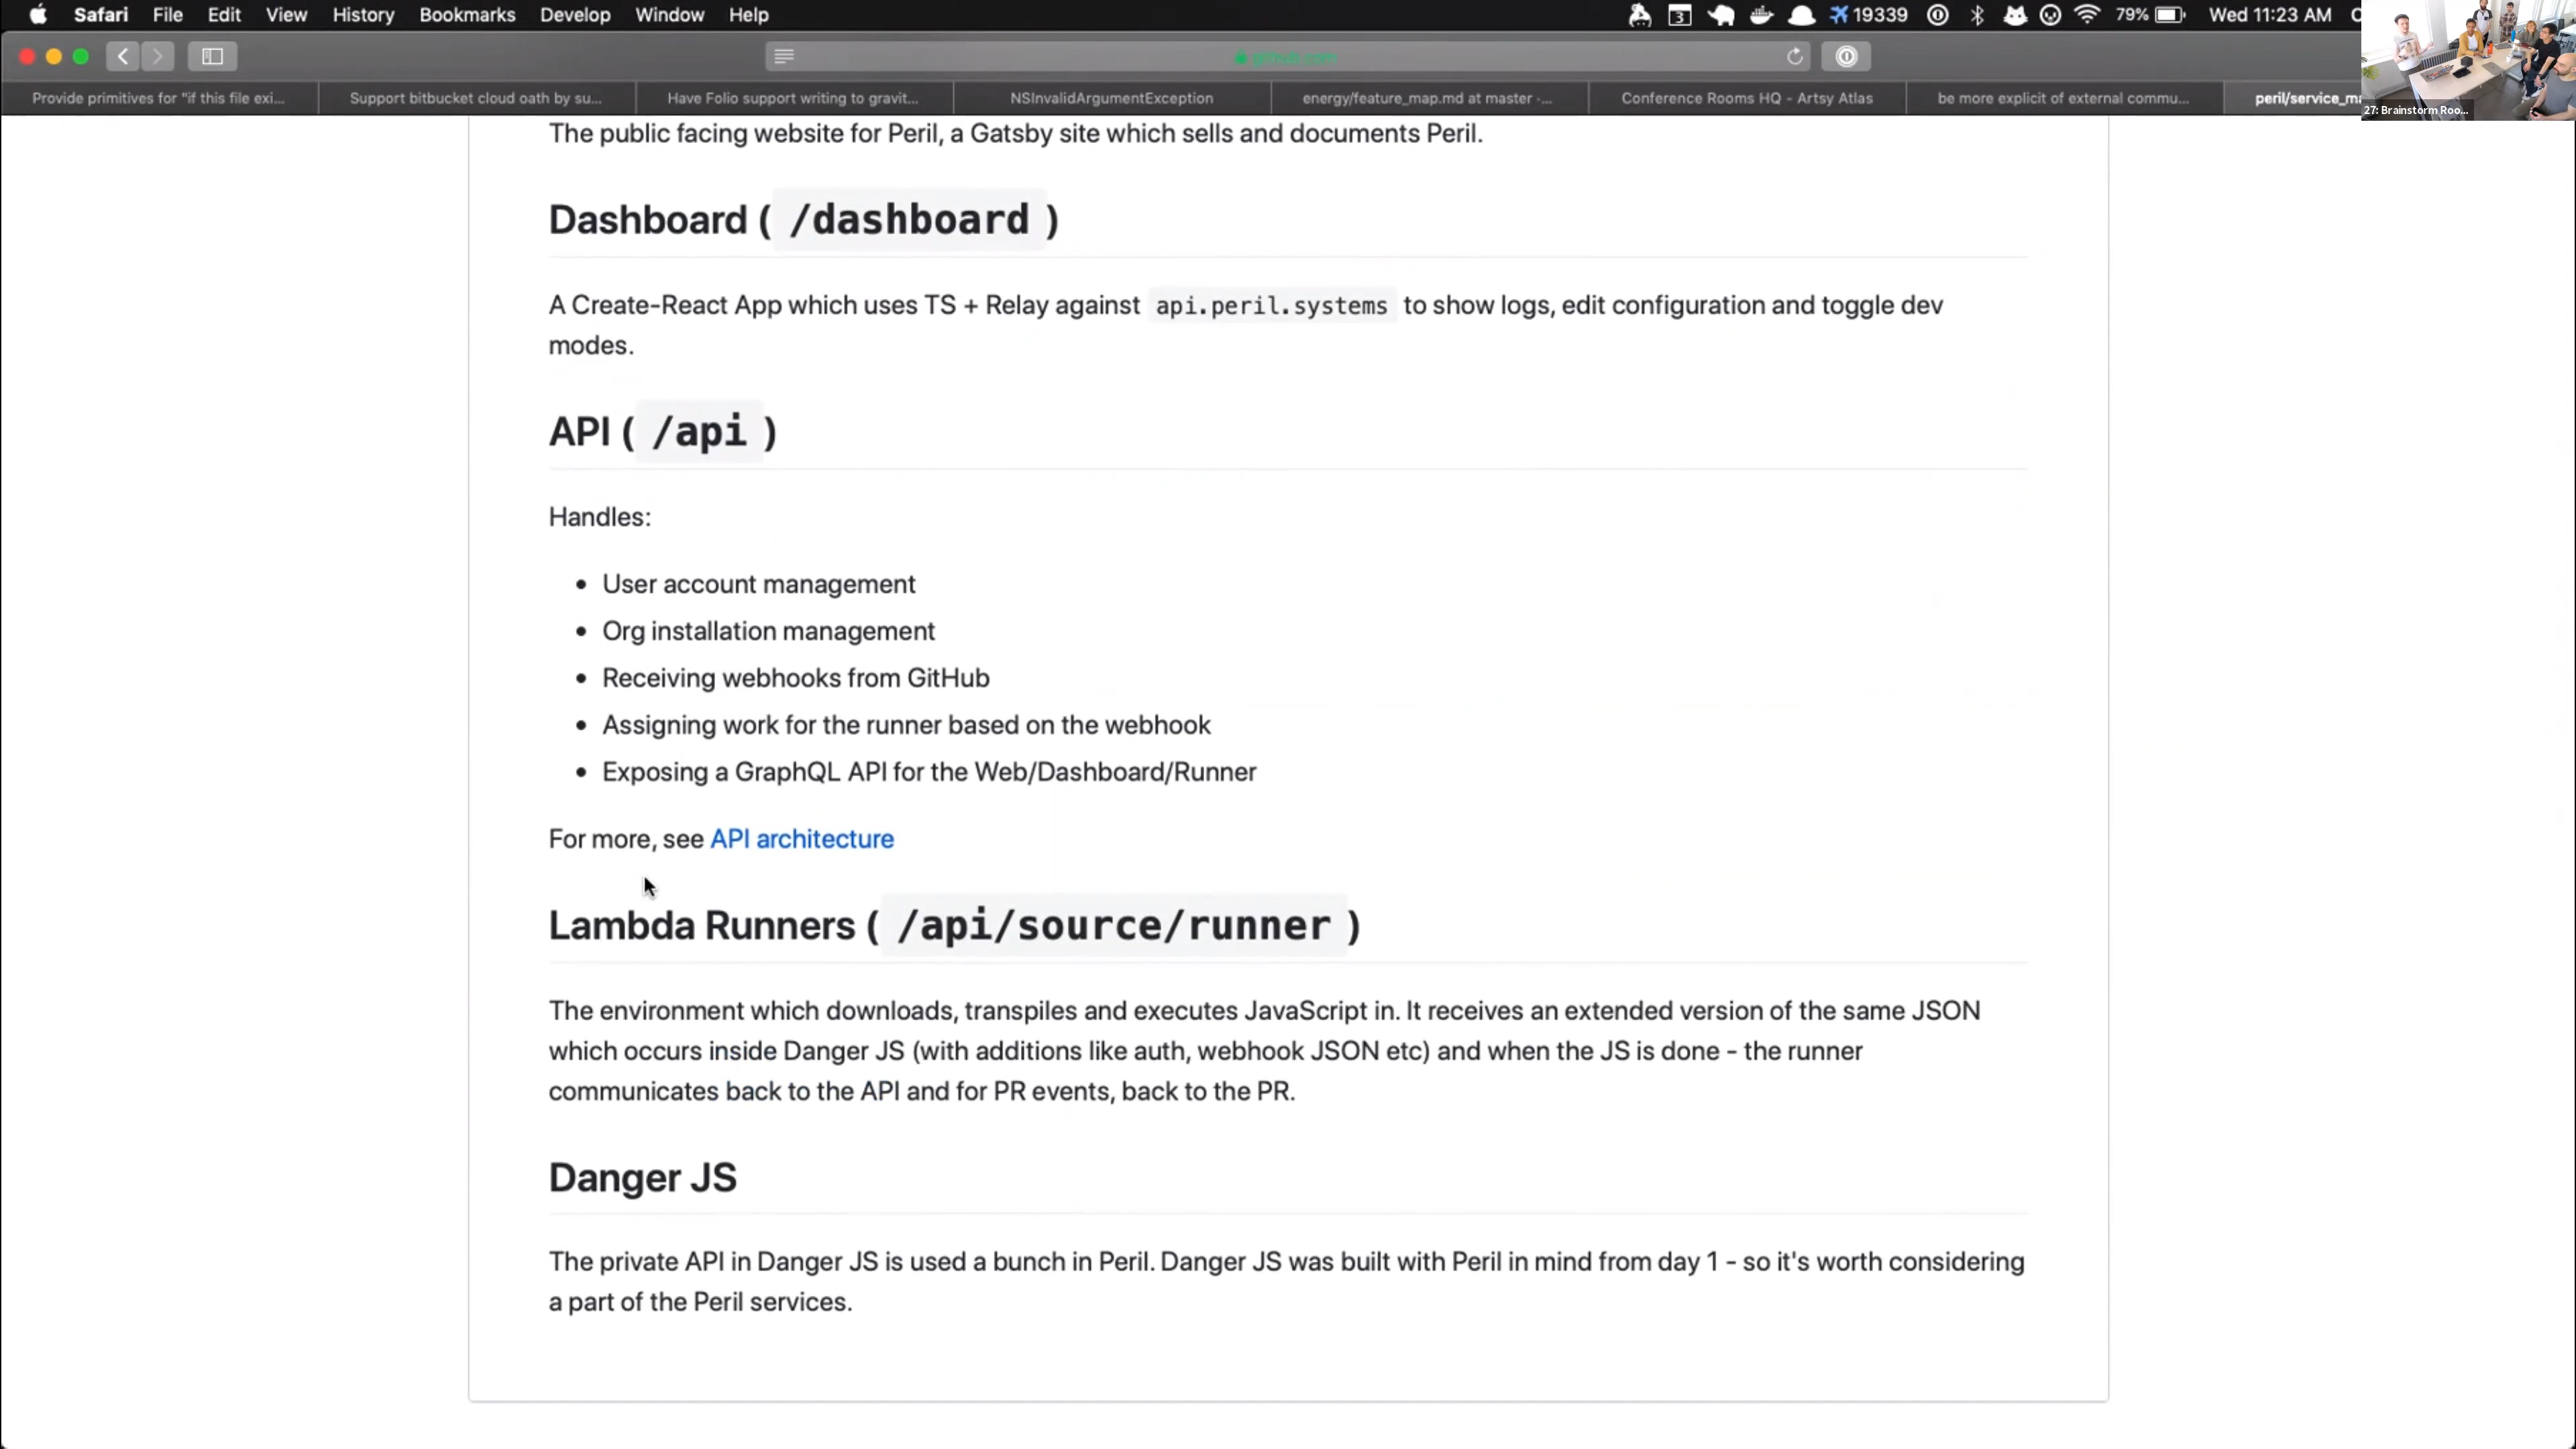 Safari File Edit View History Bookmarks Develop Window Help 3 19339 79% Wed 11:23 AM
github.com
Provide primitives for "if this file exi... Support bitbucket cloud oath by su... Have Folio support writing to gravit... NSInvalidArgumentException energy/feature_map.md at master ·... Conference Rooms HQ - Artsy Atlas be more explicit of external commu... peril/service_ma
27: Brainstorm Roo...
The public facing website for Peril, a Gatsby site which sells and documents Peril.
Dashboard ( /dashboard )
A Create-React App which uses TS + Relay against api.peril.systems to show logs, edit configuration and toggle dev
modes.
API ( /api )
Handles:
• User account management
• Org installation management
• Receiving webhooks from GitHub
• Assigning work for the runner based on the webhook
• Exposing a GraphQL API for the Web/Dashboard/Runner
For more, see API architecture
Lambda Runners ( /api/source/runner )
The environment which downloads, transpiles and executes JavaScript in. It receives an extended version of the same JSON
which occurs inside Danger JS (with additions like auth, webhook JSON etc) and when the JS is done - the runner
communicates back to the API and for PR events, back to the PR.
Danger JS
The private API in Danger JS is used a bunch in Peril. Danger JS was built with Peril in mind from day 1 - so it's worth considering
a part of the Peril services.